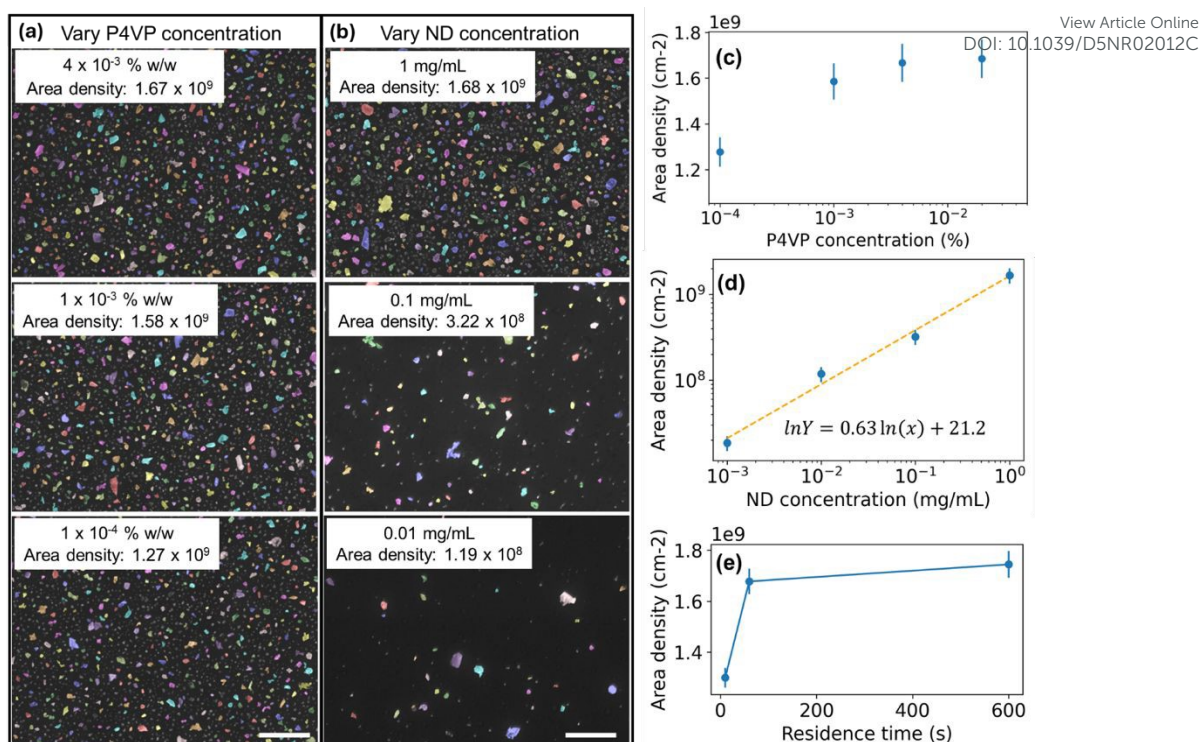 View Article Online
DOI: 10.1039/D5NR02012C
(a) Vary P4VP concentration
4 x 10⁻³ % w/w
Area density: 1.67 x 10⁹
1 x 10⁻³ % w/w
Area density: 1.58 x 10⁹
1 x 10⁻⁴ % w/w
Area density: 1.27 x 10⁹
(b) Vary ND concentration
1 mg/mL
Area density: 1.68 x 10⁹
0.1 mg/mL
Area density: 3.22 x 10⁸
0.01 mg/mL
Area density: 1.19 x 10⁸
1e9
(c)
Area density (cm-2)
1.8
1.6
1.4
1.2
10⁻⁴ 10⁻³ 10⁻²
P4VP concentration (%)
(d)
Area density (cm-2)
10⁹
10⁸
lnY = 0.63 ln(x) + 21.2
10⁻³ 10⁻² 10⁻¹ 10⁰
ND concentration (mg/mL)
1e9
(e)
Area density (cm-2)
1.8
1.6
1.4
0 200 400 600
Residence time (s)